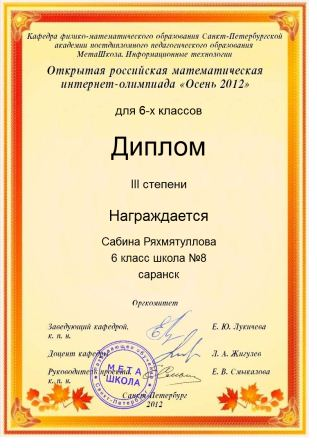 Кафедра физико-математического образования Санкт-Петербургской
академии постдипломного педагогического образования
МетаШкола. Информационные технологии
Открытая российская математическая
интернет-олимпиада «Осень 2012»
для 6-х классов
Диплом
III степени
Награждается
Сабина Ряхмятуллова
6 класс школа №8
саранск
Оргкомитет
Заведующий кафедрой, Е. Ю. Лукичева
к. п. н.
Доцент кафедры Л. А. Жигулев
Руководитель проекта, Е. В. Смыкалова
к. п. н.
МЕТА
ШКОЛА
Санкт-Петербург
2012